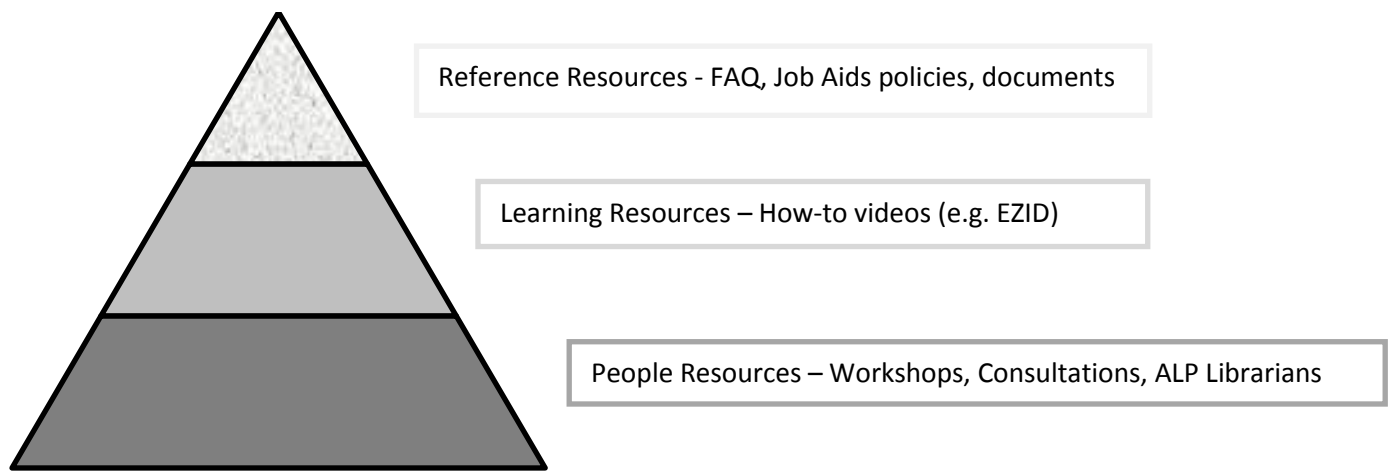 Reference Resources - FAQ, Job Aids policies, documents
Learning Resources – How-to videos (e.g. EZID)
People Resources – Workshops, Consultations, ALP Librarians